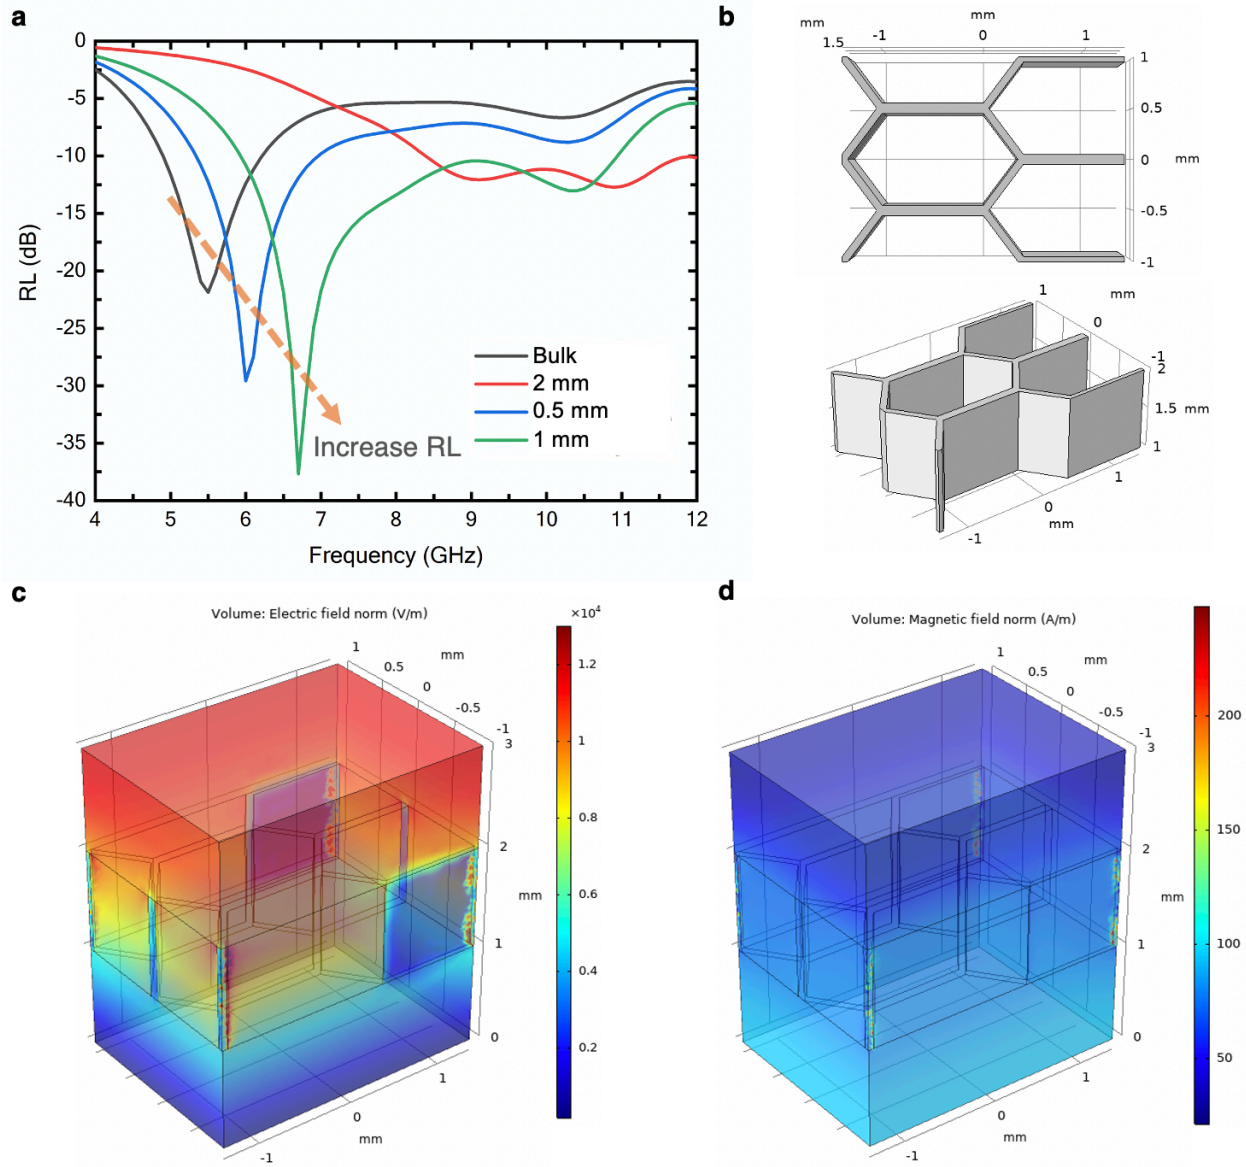 a
0
-5
-10
-15
-20
-25
-30
-35
-40
RL (dB)
4 5 6 7 8 9 10 11 12
Frequency (GHz)
Bulk
2 mm
0.5 mm
1 mm
Increase RL
b
mm
mm
1.5
-1 0 1
1
0.5
0
-0.5
-1
mm
1
mm
0
-1
2
1.5 mm
1
1
0
mm
-1
c
Volume: Electric field norm (V/m)
×10⁴
1
0.5
mm
0
-0.5
-1
3
2
mm
1
0
1
0
mm
-1
1.2
1
0.8
0.6
0.4
0.2
d
Volume: Magnetic field norm (A/m)
1
0.5
mm
0
-0.5
-1
3
2
mm
1
0
1
0
mm
-1
200
150
100
50